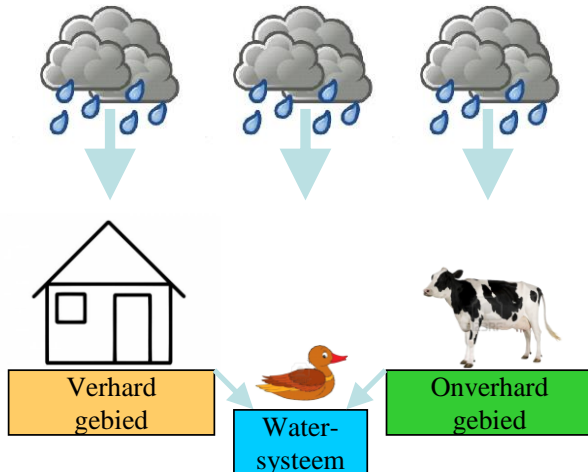 Verhard
gebied
Water-
systeem
Onverhard
gebied